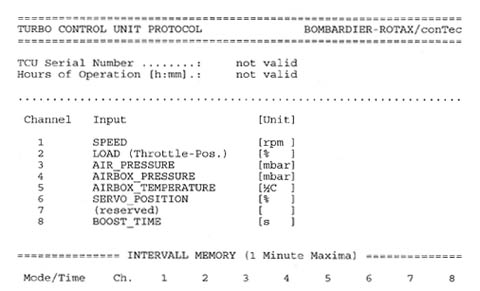 ================================================================
TURBO CONTROL UNIT PROTOCOL BOMBARDIER-ROTAX/conTec
================================================================
TCU Serial Number ........: not valid
Hours of Operation [h:mm].: not valid
................................................................
Channel Input [Unit]
1 SPEED [rpm ]
2 LOAD (Throttle-Pos.) [% ]
3 AIR_PRESSURE [mbar]
4 AIRBOX_PRESSURE [mbar]
5 AIRBOX_TEMPERATURE [½C ]
6 SERVO_POSITION [% ]
7 (reserved) [ ]
8 BOOST_TIME [s ]
=============== INTERVALL MEMORY (1 Minute Maxima) ==============
Mode/Time Ch. 1 2 3 4 5 6 7 8